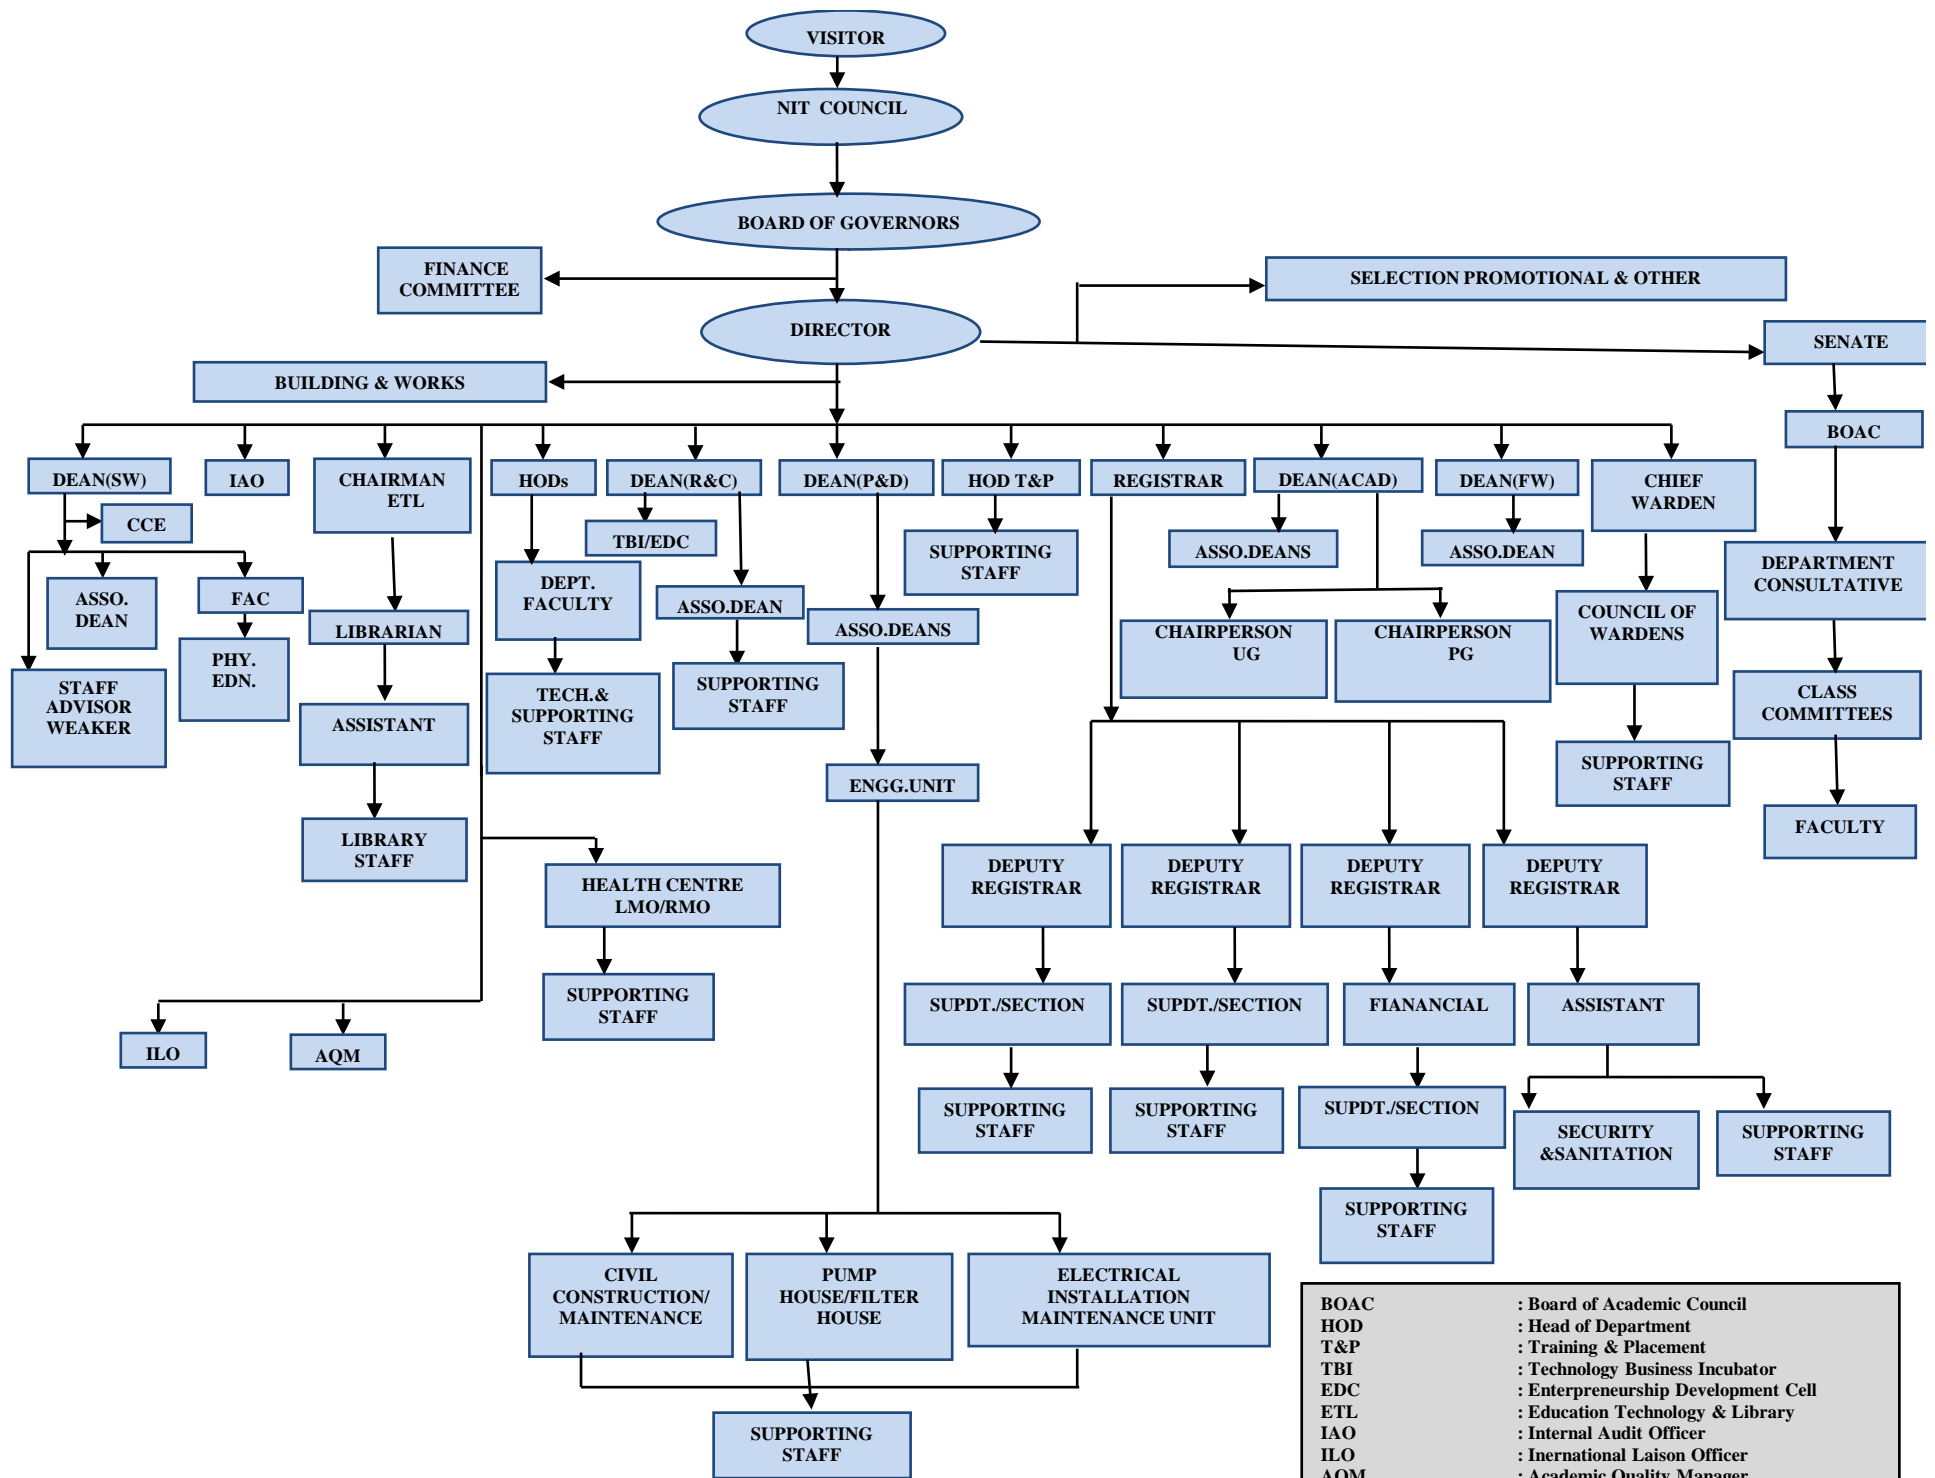 VISITOR
NIT COUNCIL
BOARD OF GOVERNORS
FINANCE
COMMITTEE
SELECTION PROMOTIONAL & OTHER
DIRECTOR
SENATE
BUILDING & WORKS
BOAC
DEAN(SW)
IAO
CHAIRMAN
ETL
HODs
DEAN(R&C)
DEAN(P&D)
HOD T&P
REGISTRAR
DEAN(ACAD)
DEAN(FW)
CHIEF
WARDEN
CCE
TBI/EDC
SUPPORTING
STAFF
ASSO.DEANS
ASSO.DEAN
DEPARTMENT
CONSULTATIVE
ASSO.
DEAN
FAC
DEPT.
FACULTY
ASSO.DEAN
ASSO.DEANS
LIBRARIAN
CHAIRPERSON
UG
CHAIRPERSON
PG
COUNCIL OF
WARDENS
PHY.
EDN.
STAFF
ADVISOR
WEAKER
TECH.&
SUPPORTING
STAFF
SUPPORTING
STAFF
CLASS
COMMITTEES
ASSISTANT
ENGG.UNIT
SUPPORTING
STAFF
LIBRARY
STAFF
FACULTY
HEALTH CENTRE
LMO/RMO
DEPUTY
REGISTRAR
DEPUTY
REGISTRAR
DEPUTY
REGISTRAR
DEPUTY
REGISTRAR
SUPPORTING
STAFF
SUPDT./SECTION
SUPDT./SECTION
FIANANCIAL
ASSISTANT
ILO
AQM
SUPPORTING
STAFF
SUPPORTING
STAFF
SUPDT./SECTION
SECURITY
&SANITATION
SUPPORTING
STAFF
SUPPORTING
STAFF
CIVIL
CONSTRUCTION/
MAINTENANCE
PUMP
HOUSE/FILTER
HOUSE
ELECTRICAL
INSTALLATION
MAINTENANCE UNIT
SUPPORTING
STAFF
BOAC : Board of Academic Council
HOD : Head of Department
T&P : Training & Placement
TBI : Technology Business Incubator
EDC : Enterpreneurship Development Cell
ETL : Education Technology & Library
IAO : Internal Audit Officer
ILO : Inernational Laison Officer
AQM : Academic Quality Manager